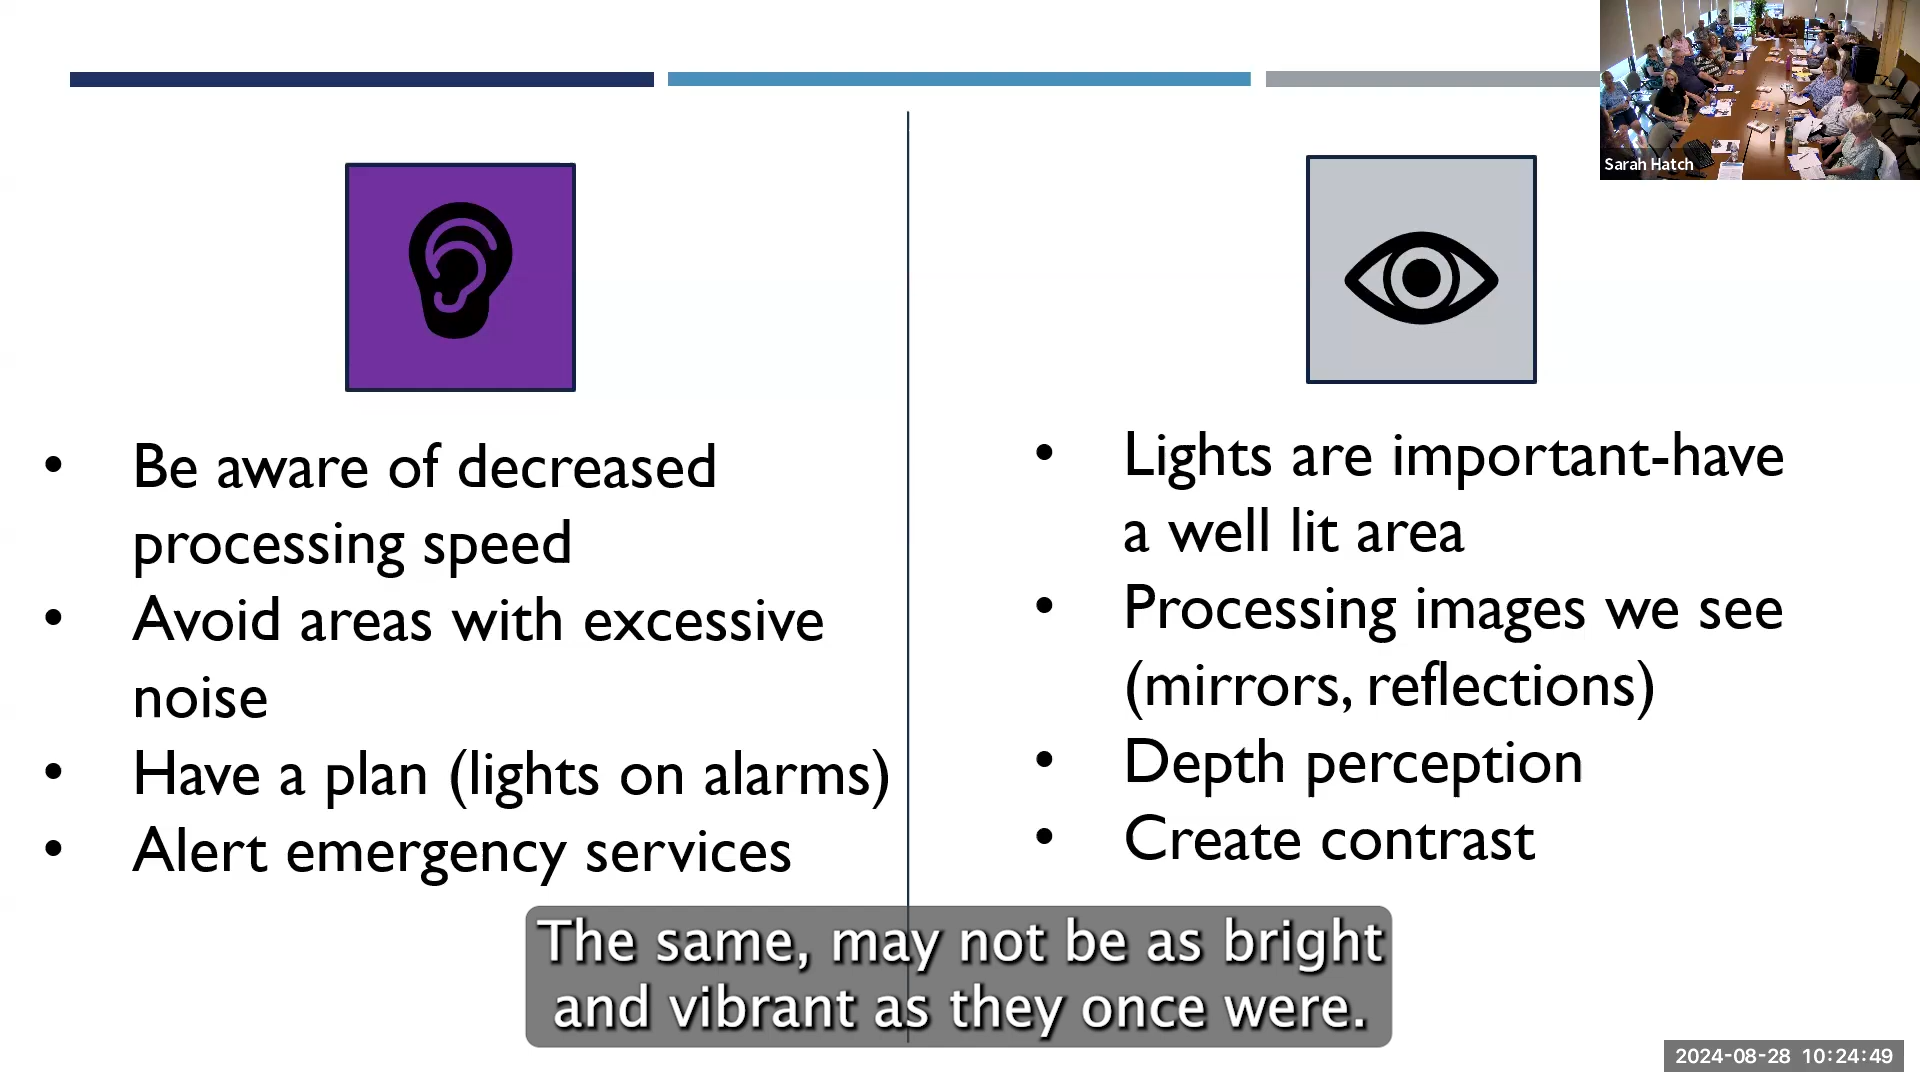 Sarah Hatch
• Be aware of decreased
processing speed
• Avoid areas with excessive
noise
• Have a plan (lights on alarms)
• Alert emergency services
• Lights are important-have
a well lit area
• Processing images we see
(mirrors, reflections)
• Depth perception
• Create contrast
The same, may not be as bright
and vibrant as they once were.
2024-08-28 10:24:49